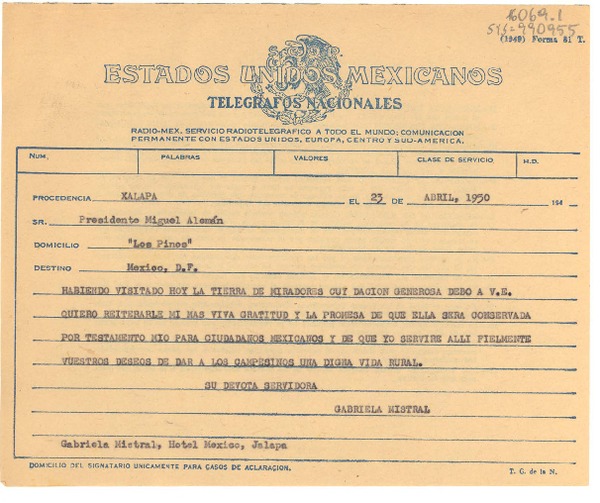 16069.1
sys=990955
(1949) Forma 81 T.
ESTADOS UNIDOS MEXICANOS
TELEGRAFOS NACIONALES
RADIO-MEX. SERVICIO RADIOTELEGRAFICO A TODO EL MUNDO; COMUNICACION
PERMANENTE CON ESTADOS UNIDOS, EUROPA, CENTRO Y SUD-AMERICA.
NUM. PALABRAS VALORES CLASE DE SERVICIO H.D.
PROCEDENCIA XALAPA EL 23 DE ABRIL, 1950 194
SR. Presidente Miguel Alemán
DOMICILIO "Los Pinos"
DESTINO Mexico, D.F.
HABIENDO VISITADO HOY LA TIERRA DE MIRADORES CUY DACION GENEROSA DEBO A V.E.
QUIERO REITERARLE MI MAS VIVA GRATITUD Y LA PROMESA DE QUE ELLA SERA CONSERVADA
POR TESTAMENTO MIO PARA CIUDADANOS MEXICANOS Y DE QUE YO SERVIRE ALLI FIELMENTE
VUESTROS DESEOS DE DAR A LOS CAMPESINOS UNA DIGNA VIDA RURAL.
SU DEVOTA SERVIDORA
GABRIELA MISTRAL
Gabriela Mistral, Hotel Mexico, Jalapa
DOMICILIO DEL SIGNATARIO UNICAMENTE PARA CASOS DE ACLARACION. T. G. de la N.